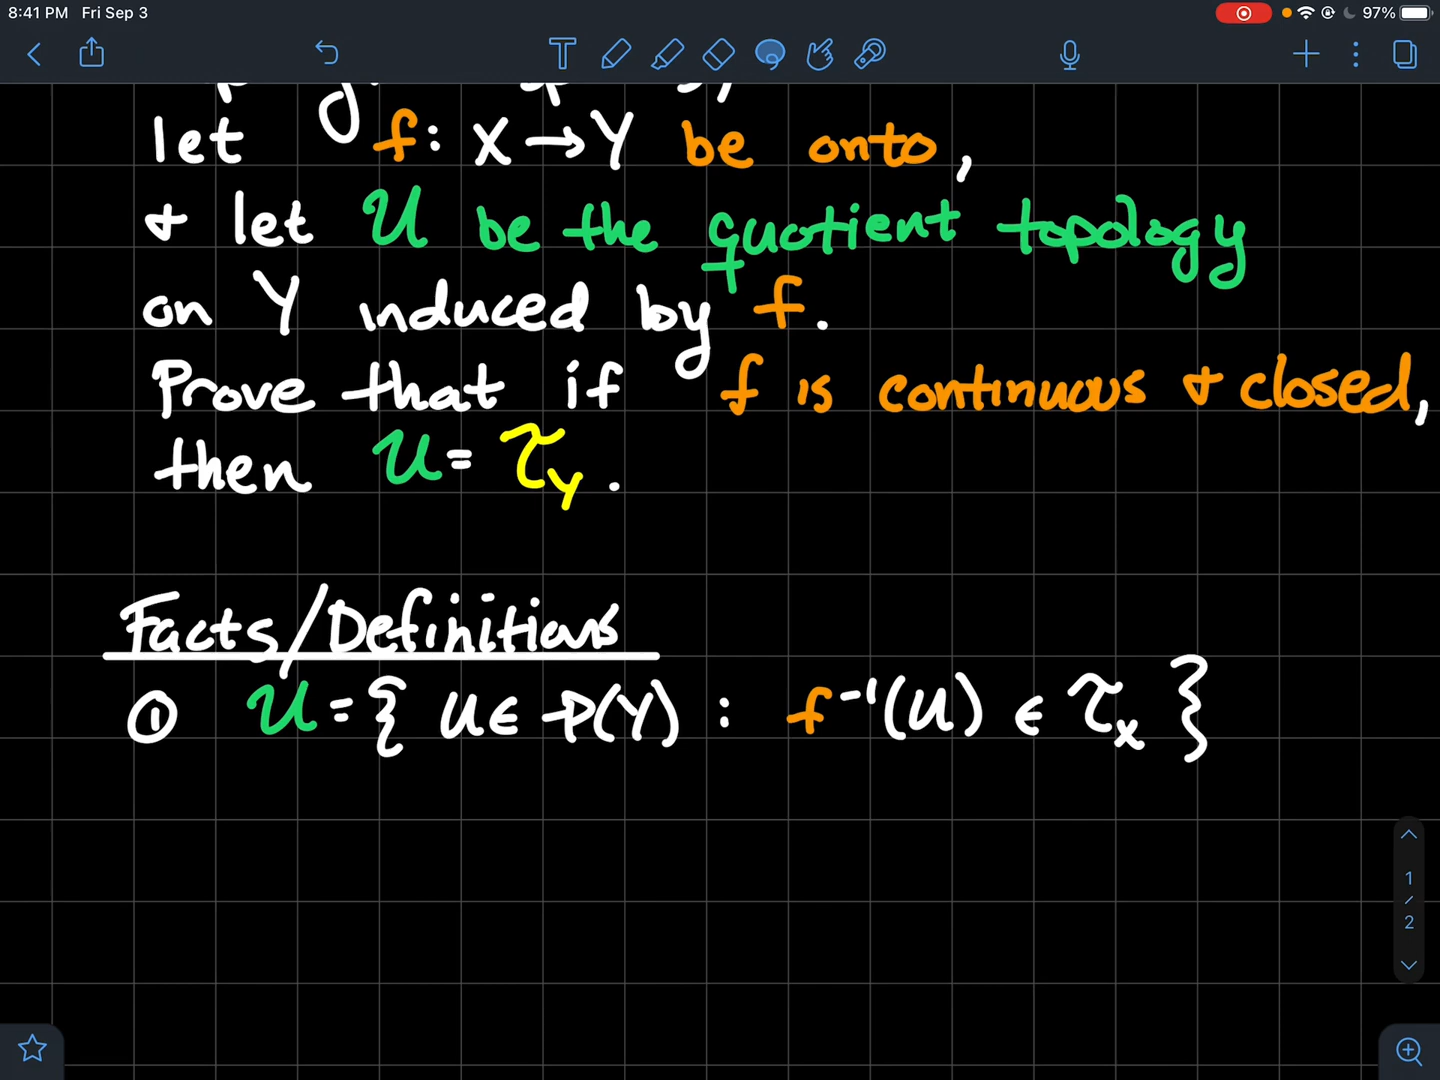 8:41 PM Fri Sep 3 97%
let f: X→Y be onto,
& let 𝒰 be the quotient topology
on Y induced by f.
Prove that if f is continuous & closed,
then 𝒰 = τ_Y.
Facts/Definitions
① 𝒰 = { U ∈ P(Y) : f⁻¹(U) ∈ τ_X }
1
/
2